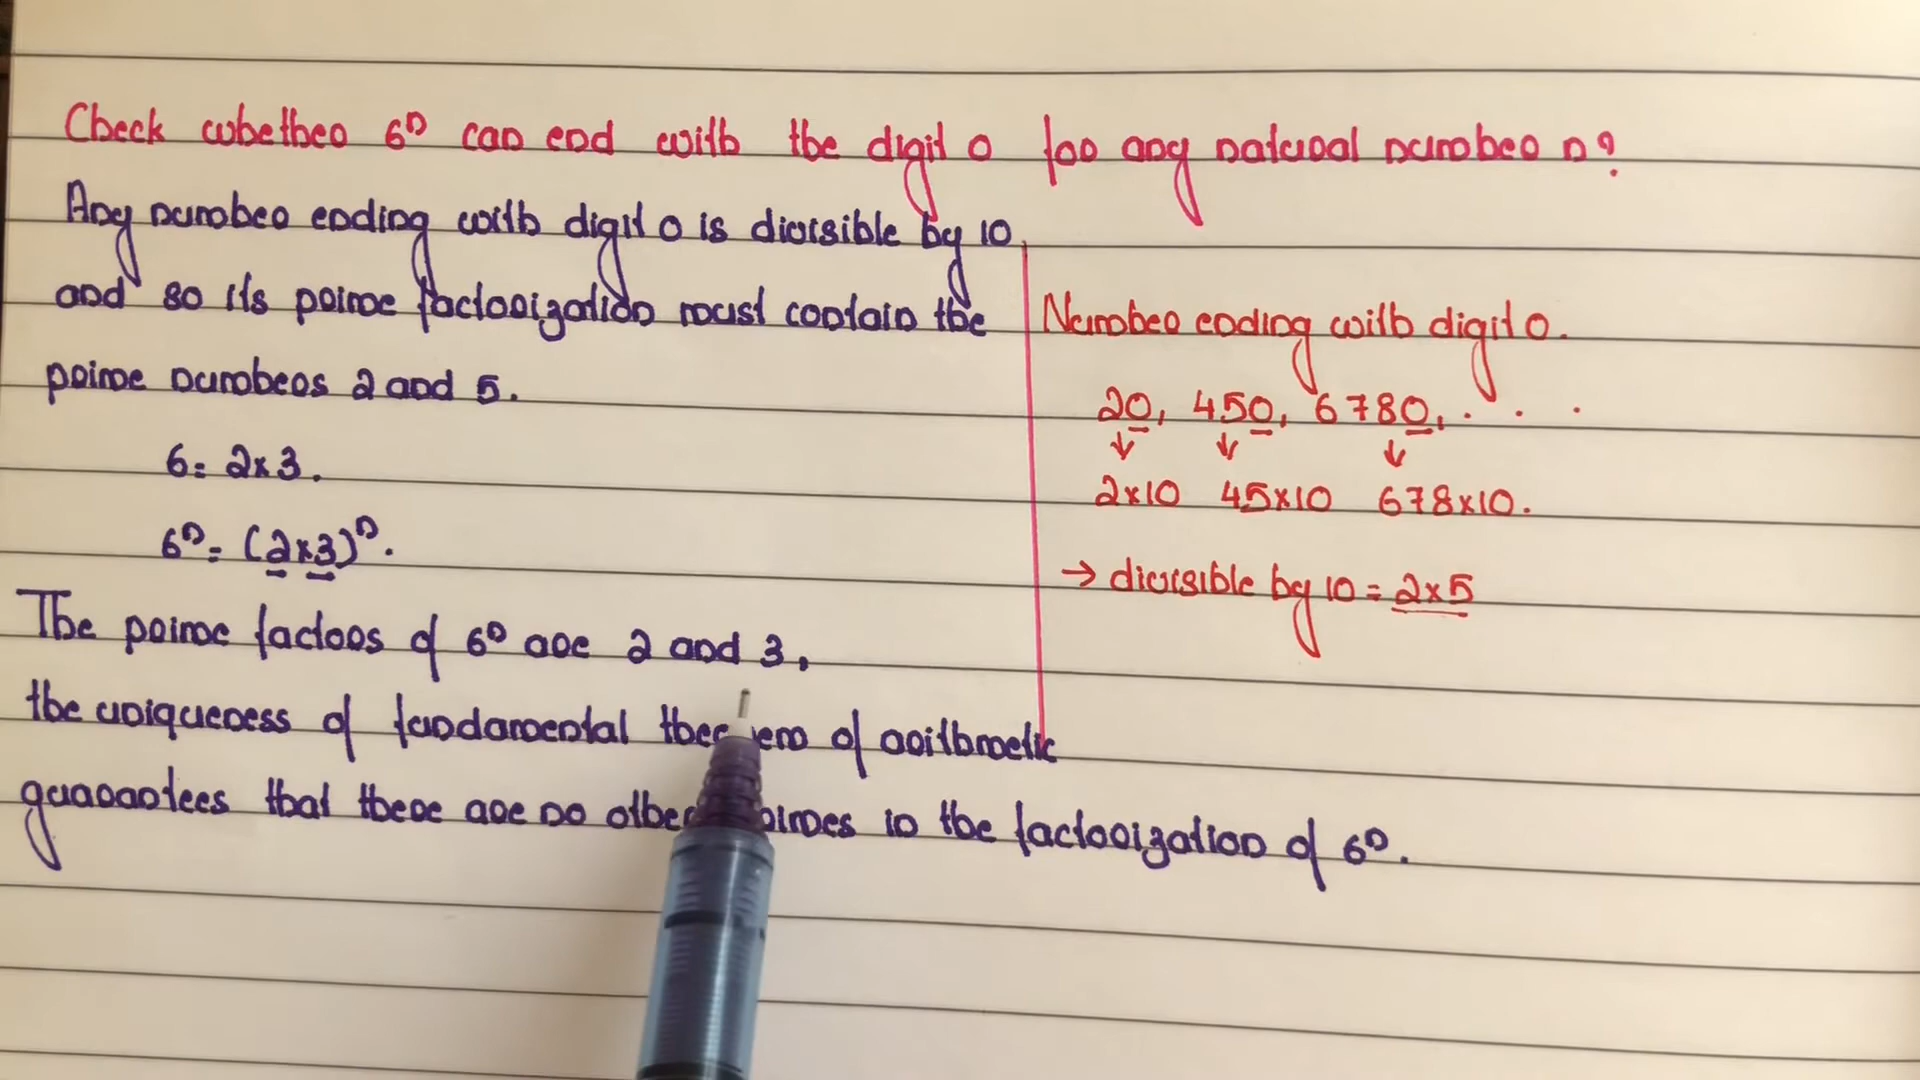 Check whether 6ⁿ can end with the digit 0 for any natural number n?
Any number ending with digit 0 is divisible by 10,
and so its prime factorization must contain the
prime numbers 2 and 5.
6 = 2×3.
6ⁿ = (2×3)ⁿ.
The prime factors of 6ⁿ are 2 and 3,
the uniqueness of fundamental of arithmetic
guarantees that there are no other primes in the factorization of 6ⁿ.
Number ending with digit 0.
20, 450, 6780, . . .
↓ ↓ ↓
2×10 45×10 678×10.
→ divisible by 10 = 2×5